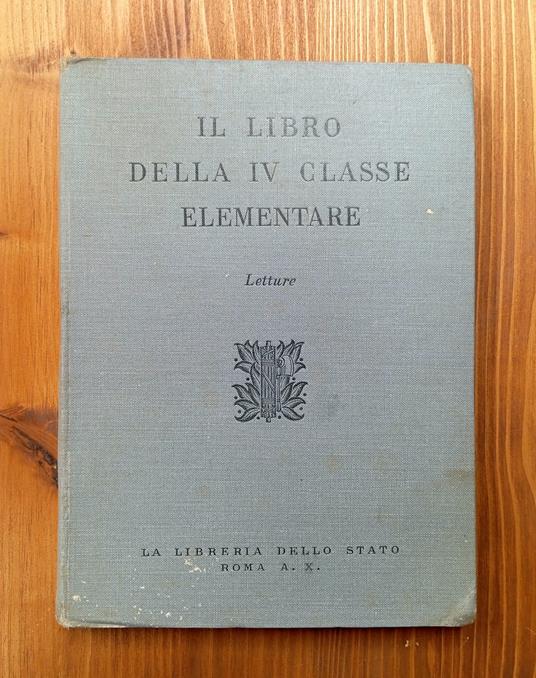 IL LIBRO
DELLA IV CLASSE
ELEMENTARE
Letture
LA LIBRERIA DELLO STATO
ROMA A. X.